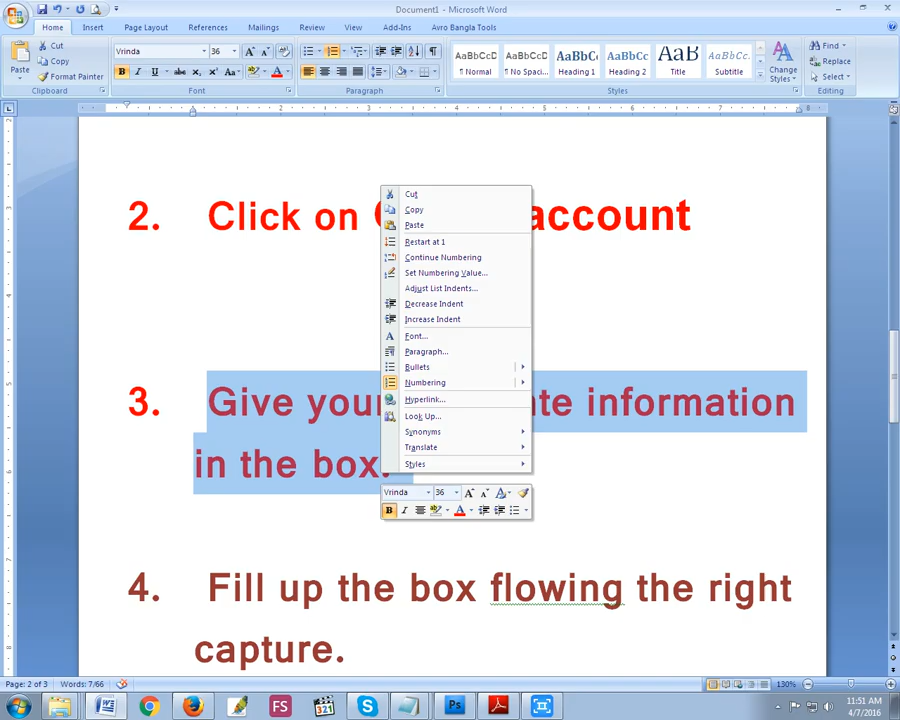 Document1 - Microsoft Word
Home Insert Page Layout References Mailings Review View Add-Ins Avro Bangla Tools
Paste
Cut
Copy
Format Painter
Clipboard
Vrinda 36
Font
Paragraph
AaBbCcD AaBbCcD AaBbCc AaBbCc AaB AaBbCc
¶ Normal ¶ No Spaci... Heading 1 Heading 2 Title Subtitle
Change Styles
Styles
Find
Replace
Select
Editing
2. Click on account
3. Give your te information
in the box.
4. Fill up the box flowing the right
capture.
Cut
Copy
Paste
Restart at 1
Continue Numbering
Set Numbering Value...
Adjust List Indents...
Decrease Indent
Increase Indent
Font...
Paragraph...
Bullets
Numbering
Hyperlink...
Look Up...
Synonyms
Translate
Styles
Vrinda 36
Page: 2 of 3 Words: 7/66
130%
11:51 AM
4/7/2016